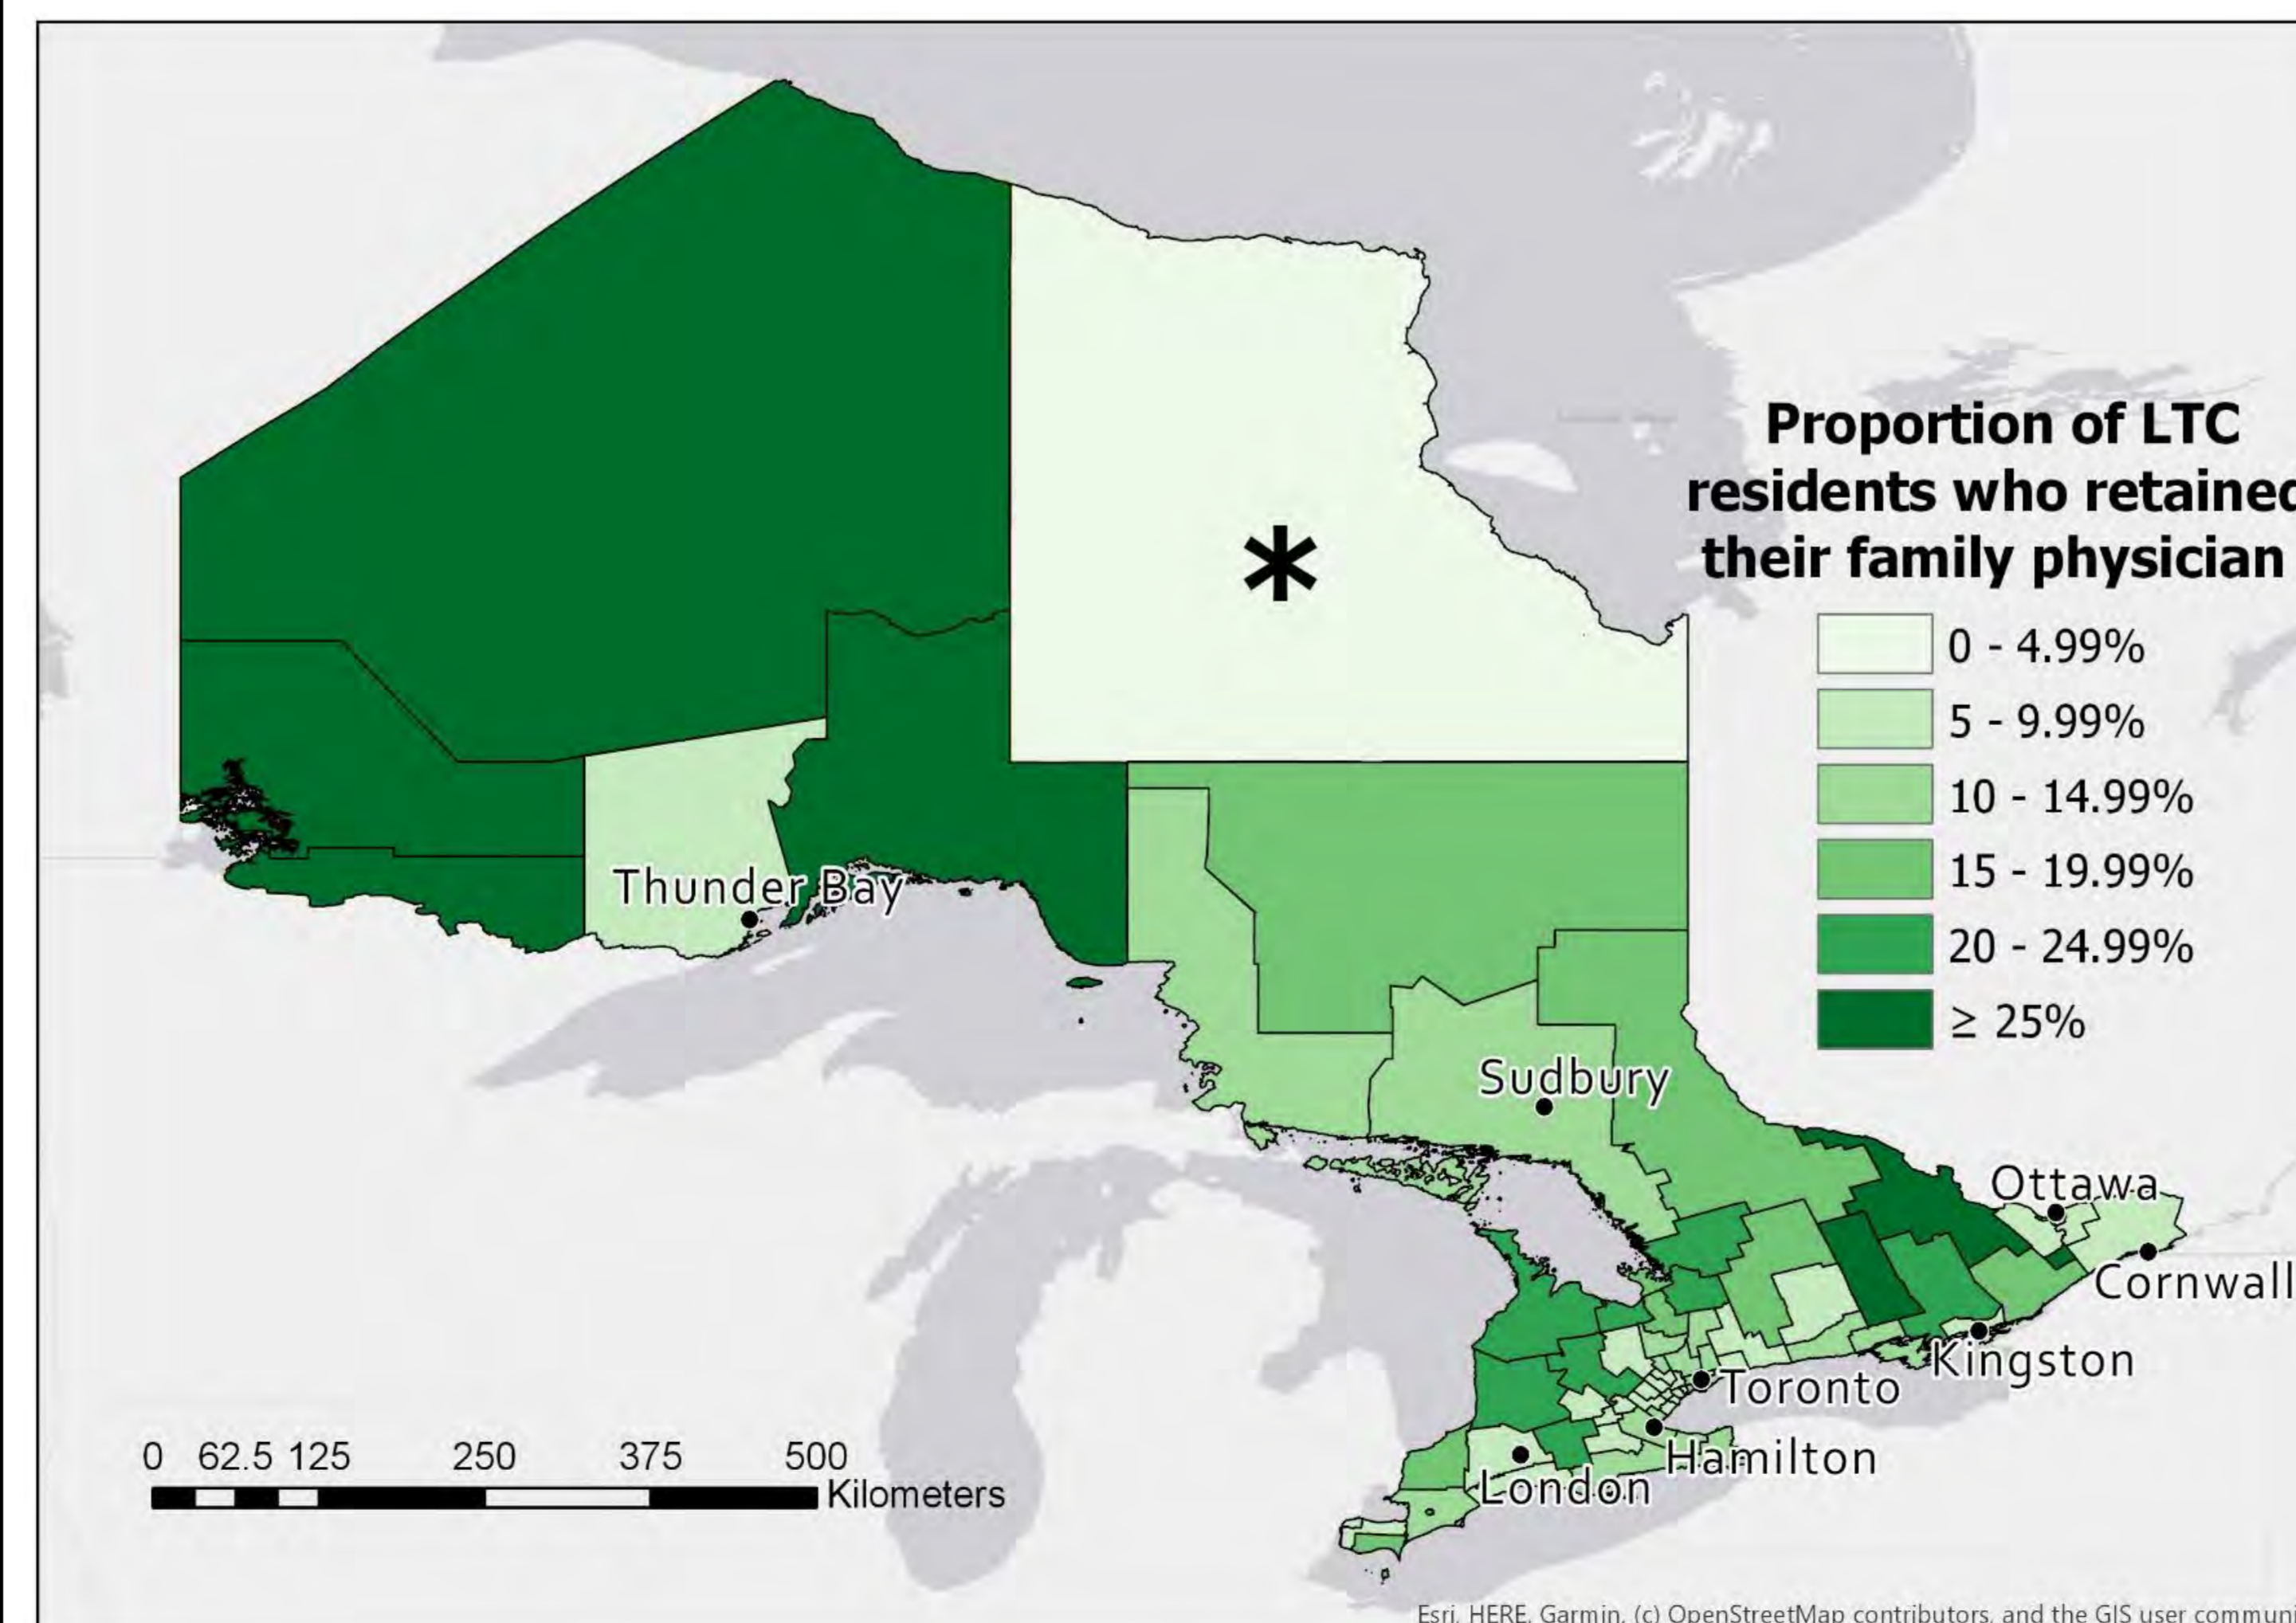 *
Proportion of LTC
residents who retained
their family physician
0 - 4.99%
5 - 9.99%
10 - 14.99%
15 - 19.99%
20 - 24.99%
≥ 25%
Thunder Bay
Sudbury
Ottawa
Cornwall
Kingston
Toronto
Hamilton
London
0 62.5 125 250 375 500
Kilometers
Esri, HERE, Garmin, (c) OpenStreetMap contributors, and the GIS user commun